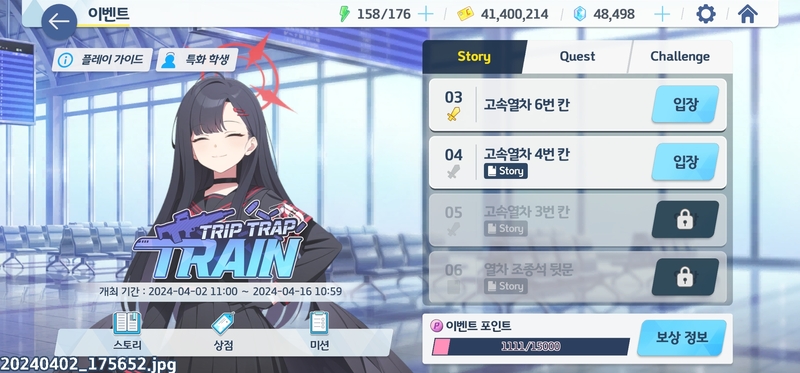 이벤트
158/176
41,400,214
48,498
플레이 가이드
특화 학생
Story
Quest
Challenge
03
고속열차 6번 칸
입장
04
고속열차 4번 칸
Story
입장
05
고속열차 3번 칸
Story
06
열차 조종석 뒷문
Story
TRIP TRAP
TRAIN
개최 기간 : 2024-04-02 11:00 ~ 2024-04-16 10:59
스토리
상점
미션
이벤트 포인트
1111/15000
보상 정보
20240402_175652.jpg